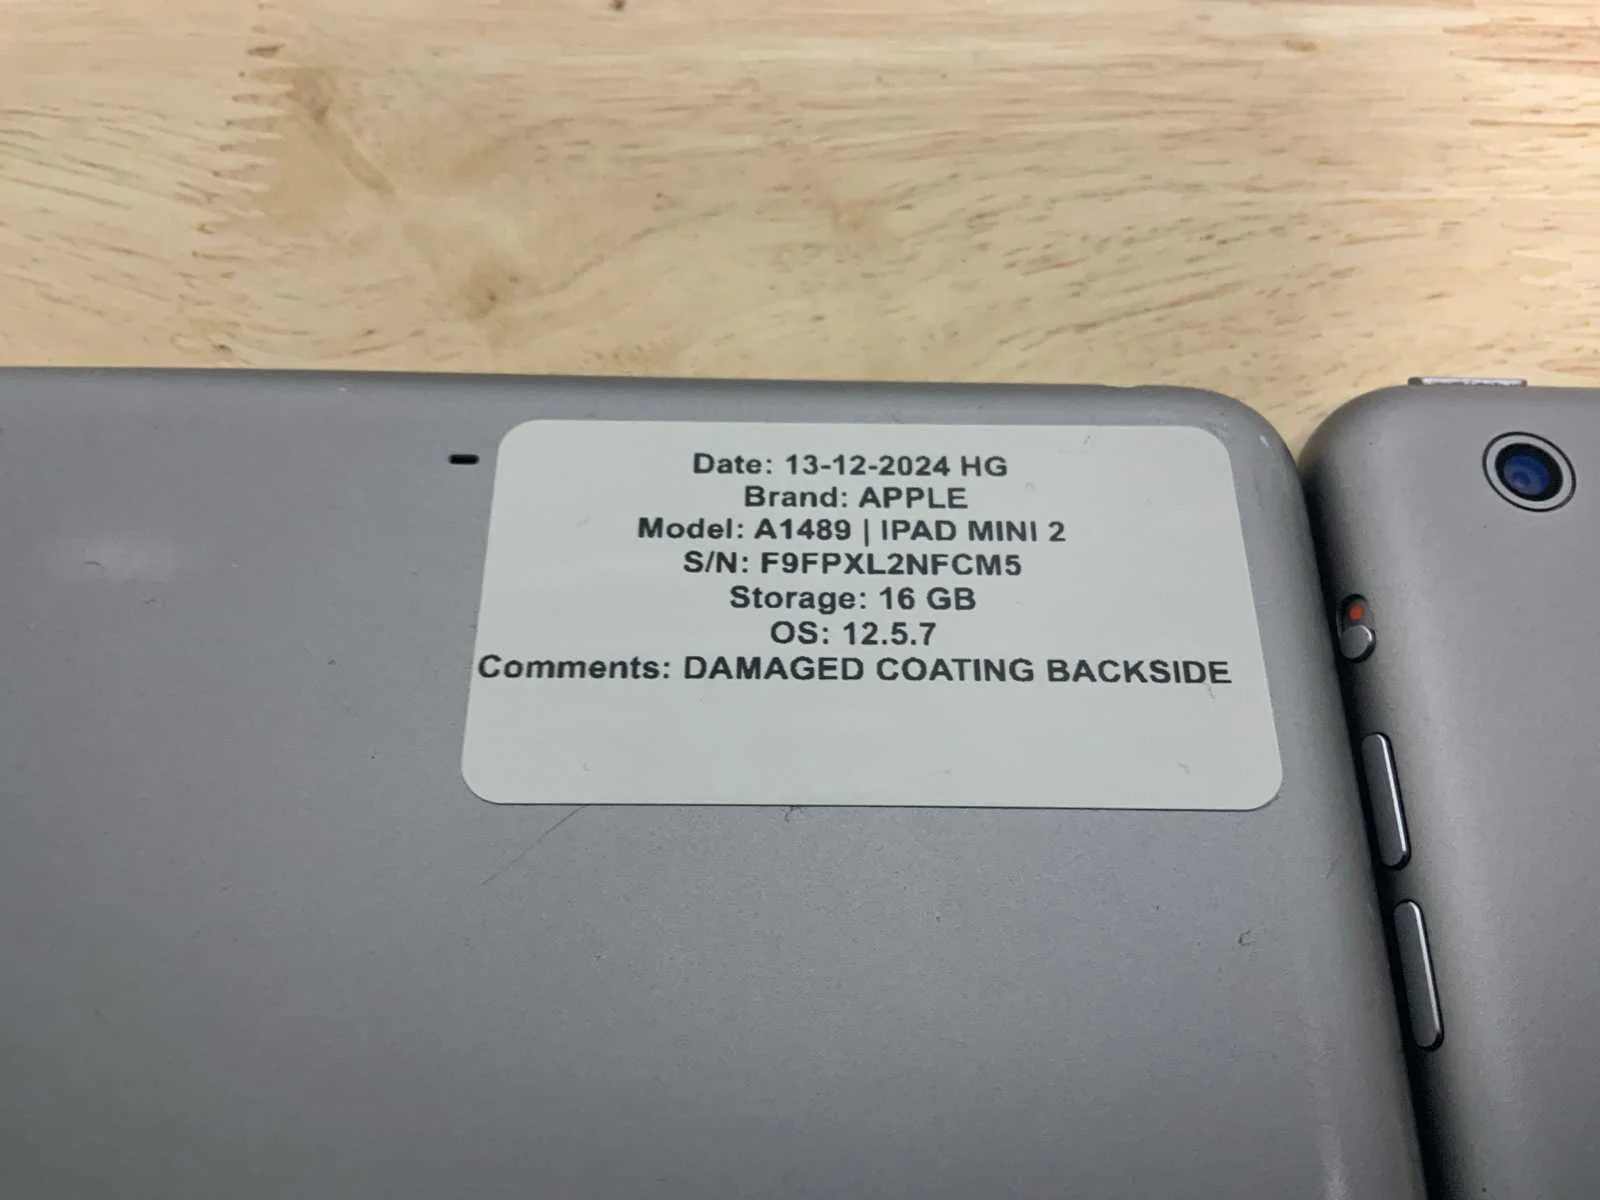 Date: 13-12-2024 HG
Brand: APPLE
Model: A1489 | IPAD MINI 2
S/N: F9FPXL2NFCM5
Storage: 16 GB
OS: 12.5.7
Comments: DAMAGED COATING BACKSIDE